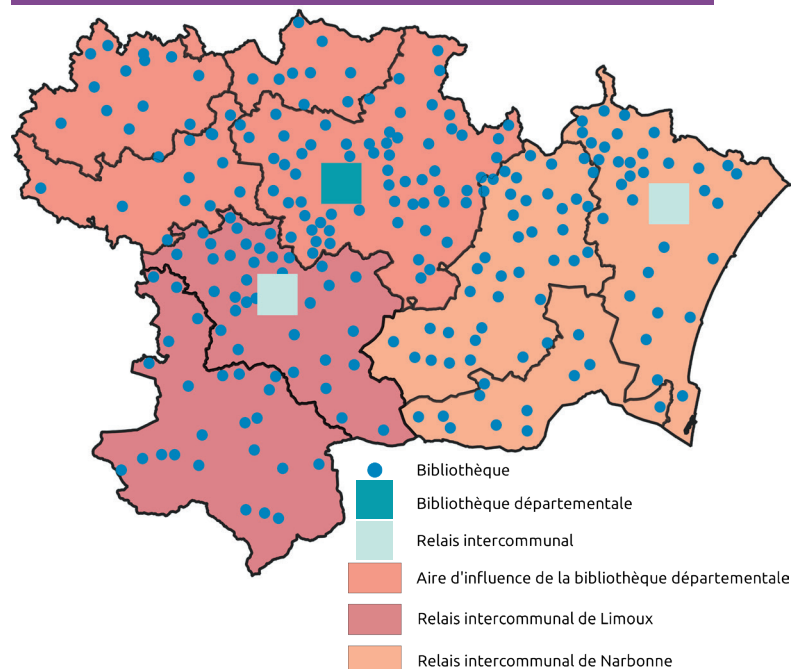 Bibliothèque
Bibliothèque départementale
Relais intercommunal
Aire d'influence de la bibliothèque départementale
Relais intercommunal de Limoux
Relais intercommunal de Narbonne